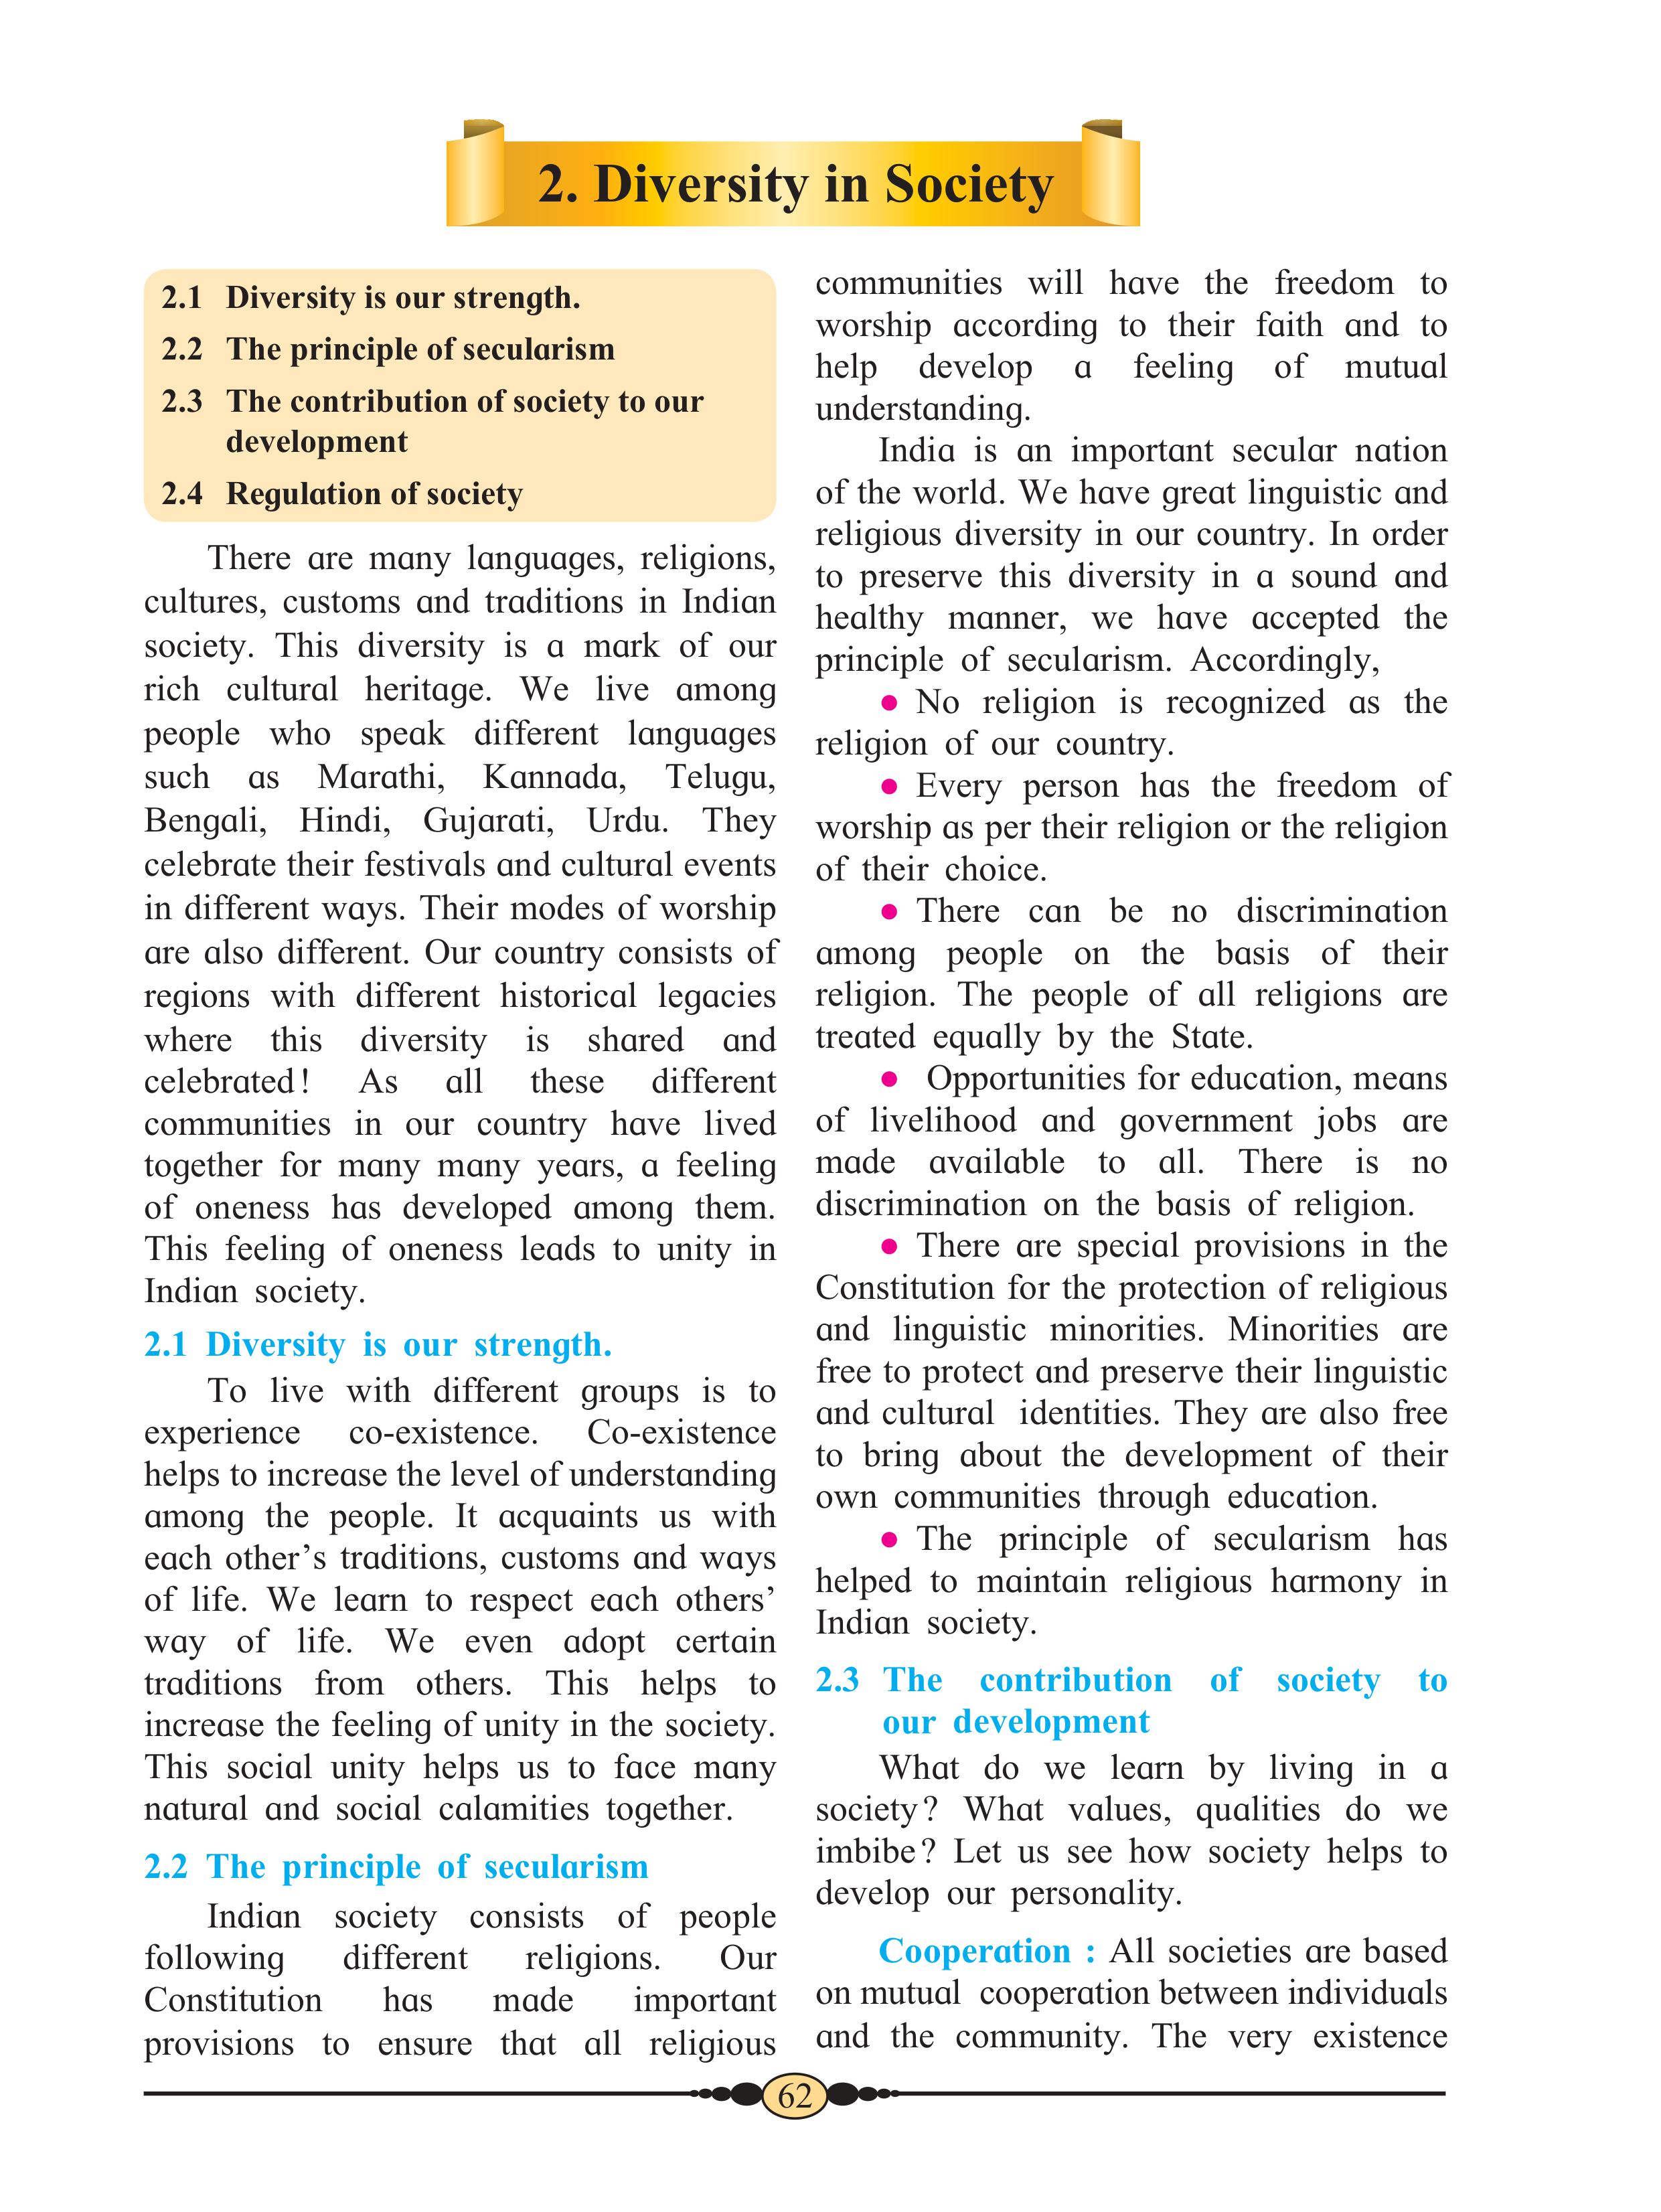 2. Diversity in Society
2.1 Diversity is our strength.
2.2 The principle of secularism
2.3 The contribution of society to our
development
2.4 Regulation of society
There are many languages, religions,
cultures, customs and traditions in Indian
society. This diversity is a mark of our
rich cultural heritage. We live among
people who speak different languages
such as Marathi, Kannada, Telugu,
Bengali, Hindi, Gujarati, Urdu. They
celebrate their festivals and cultural events
in different ways. Their modes of worship
are also different. Our country consists of
regions with different historical legacies
where this diversity is shared and
celebrated! As all these different
communities in our country have lived
together for many many years, a feeling
of oneness has developed among them.
This feeling of oneness leads to unity in
Indian society.
2.1 Diversity is our strength.
To live with different groups is to
experience co-existence. Co-existence
helps to increase the level of understanding
among the people. It acquaints us with
each other's traditions, customs and ways
of life. We learn to respect each others'
way of life. We even adopt certain
traditions from others. This helps to
increase the feeling of unity in the society.
This social unity helps us to face many
natural and social calamities together.
2.2 The principle of secularism
Indian society consists of people
following different religions. Our
Constitution has made important
provisions to ensure that all religious
communities will have the freedom to
worship according to their faith and to
help develop a feeling of mutual
understanding.
India is an important secular nation
of the world. We have great linguistic and
religious diversity in our country. In order
to preserve this diversity in a sound and
healthy manner, we have accepted the
principle of secularism. Accordingly,
• No religion is recognized as the
religion of our country.
• Every person has the freedom of
worship as per their religion or the religion
of their choice.
• There can be no discrimination
among people on the basis of their
religion. The people of all religions are
treated equally by the State.
• Opportunities for education, means
of livelihood and government jobs are
made available to all. There is no
discrimination on the basis of religion.
• There are special provisions in the
Constitution for the protection of religious
and linguistic minorities. Minorities are
free to protect and preserve their linguistic
and cultural identities. They are also free
to bring about the development of their
own communities through education.
• The principle of secularism has
helped to maintain religious harmony in
Indian society.
2.3 The contribution of society to
our development
What do we learn by living in a
society? What values, qualities do we
imbibe? Let us see how society helps to
develop our personality.
Cooperation : All societies are based
on mutual cooperation between individuals
and the community. The very existence
62